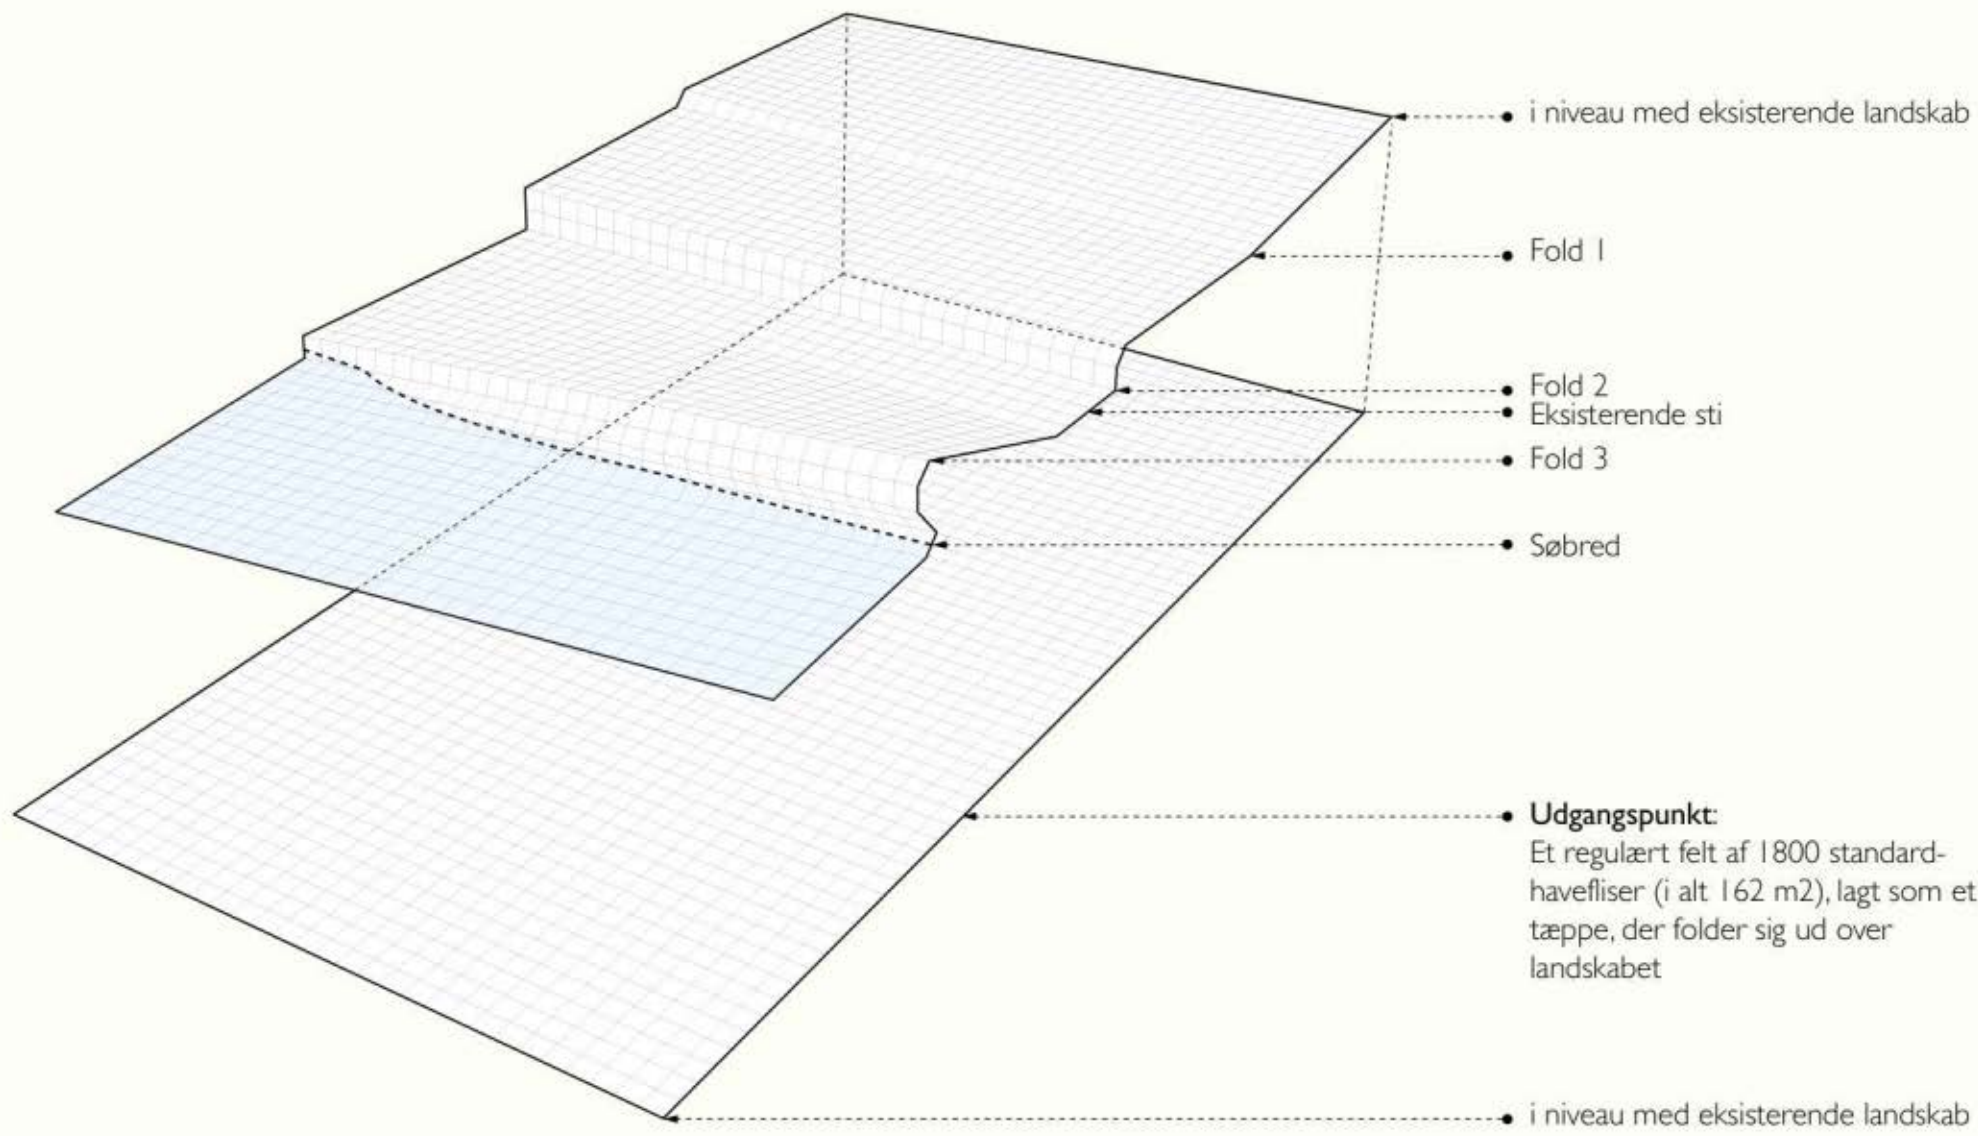 i niveau med eksisterende landskab
Fold 1
Fold 2
Eksisterende sti
Fold 3
Søbred
Udgangspunkt:
Et regulært felt af 1800 standard-
havefliser (i alt 162 m2), lagt som et
tæppe, der folder sig ud over
landskabet
i niveau med eksisterende landskab